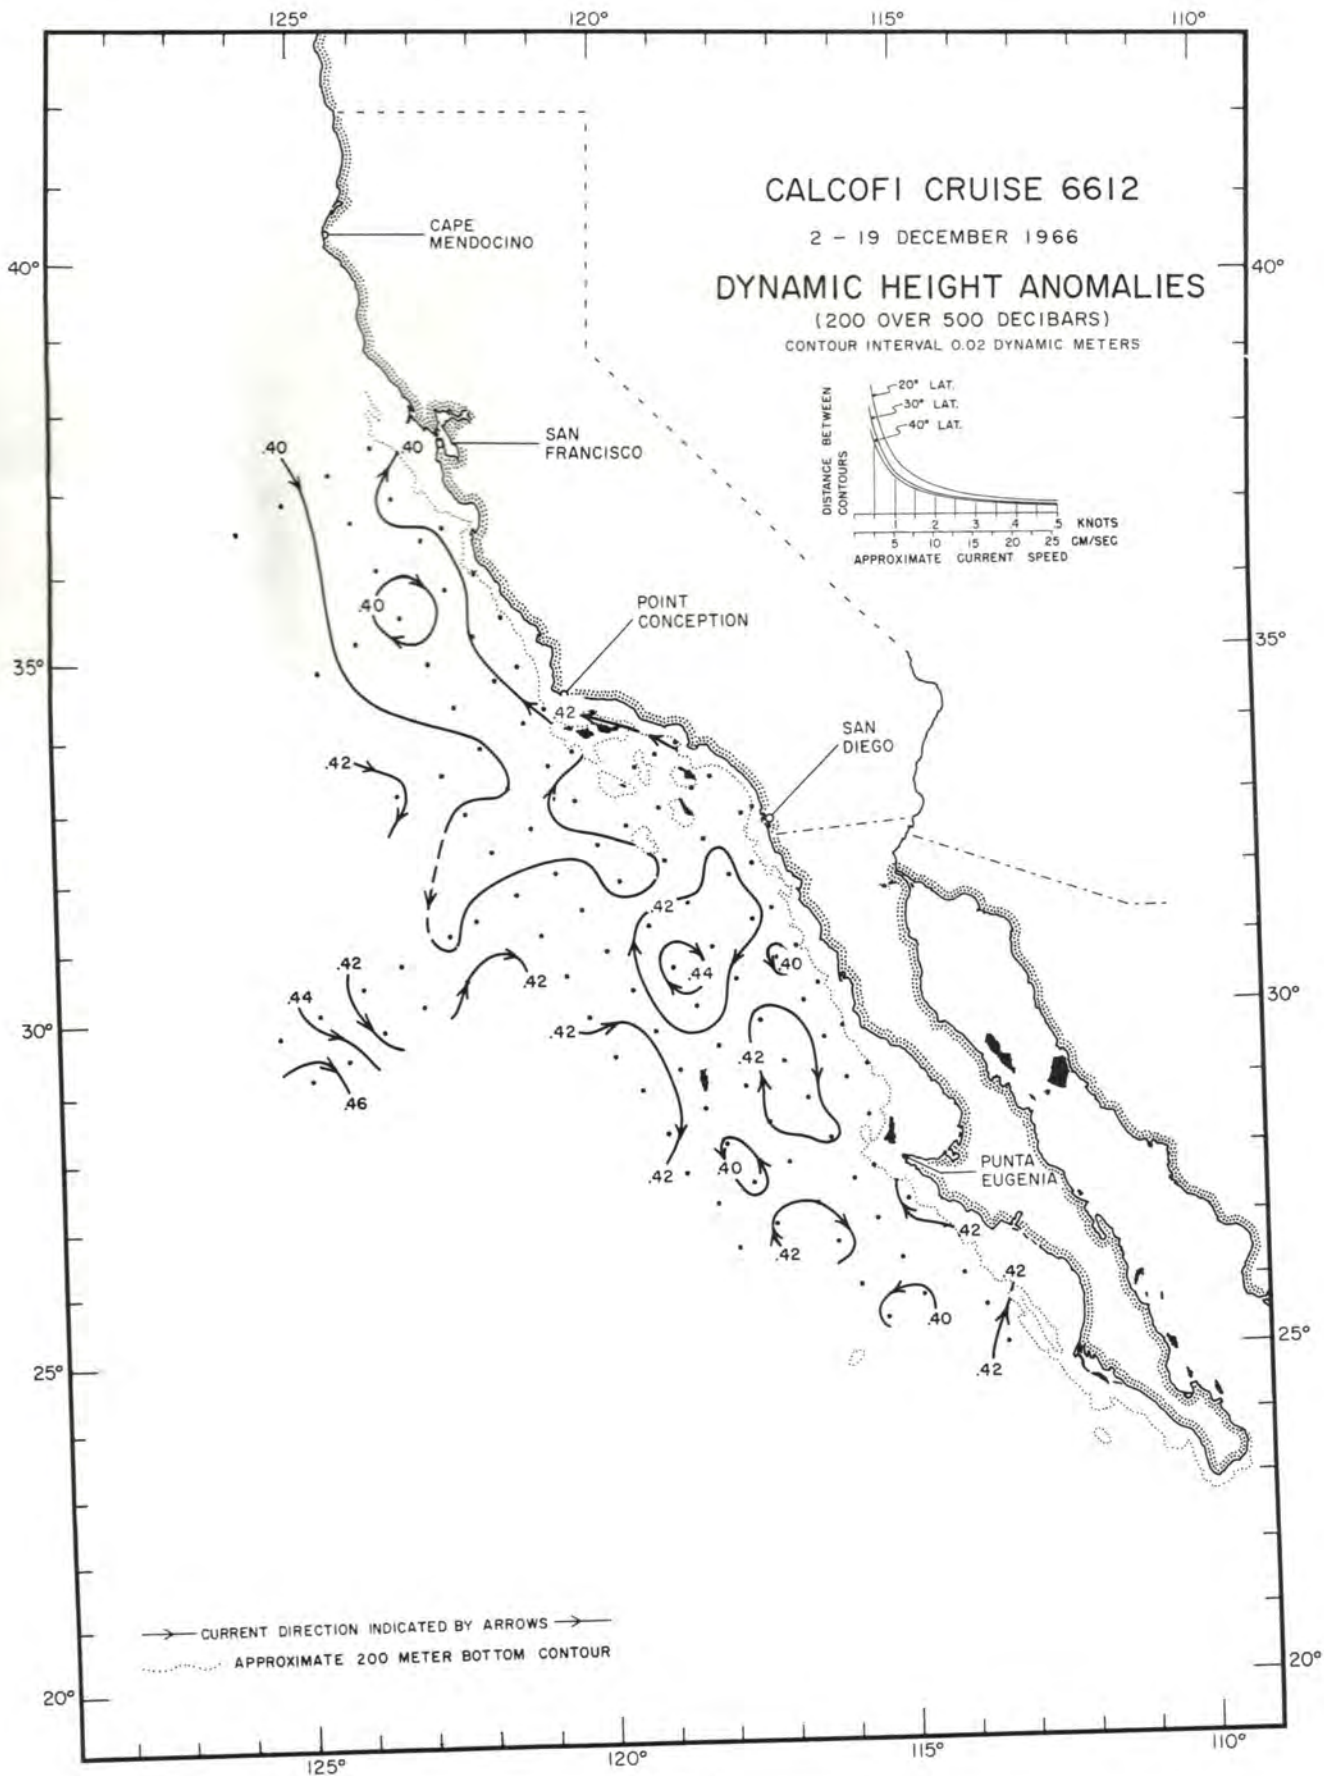 125°
120°
115°
110°
CALCOFI CRUISE 6612
2 - 19 DECEMBER 1966
DYNAMIC HEIGHT ANOMALIES
(200 OVER 500 DECIBARS)
CONTOUR INTERVAL 0.02 DYNAMIC METERS
CAPE
MENDOCINO
40°
40°
20° LAT.
30° LAT.
40° LAT.
DISTANCE BETWEEN
CONTOURS
.1 .2 .3 .4 .5 KNOTS
5 10 15 20 25 CM/SEC
APPROXIMATE CURRENT SPEED
SAN
FRANCISCO
.40
.40
.40
POINT
CONCEPTION
35°
35°
.42
SAN
DIEGO
.42
.42
.42
.44
.40
.42
.44
.42
30°
30°
.42
.42
.46
.40
.42
PUNTA
EUGENIA
.42
.42
.42
.40
.42
25°
25°
CURRENT DIRECTION INDICATED BY ARROWS
APPROXIMATE 200 METER BOTTOM CONTOUR
20°
20°
125°
120°
115°
110°